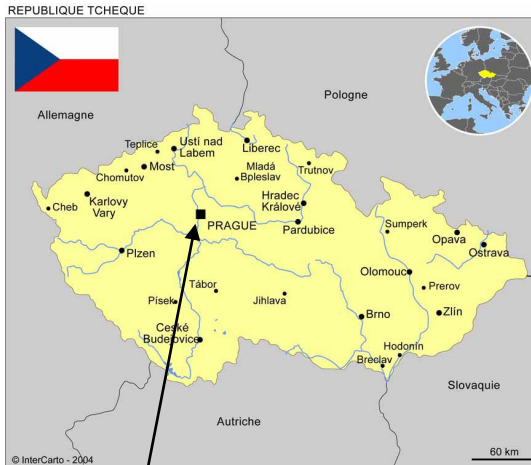 REPUBLIQUE TCHEQUE
Pologne
Allemagne
Teplice
Ustí nad
Labem
Liberec
Most
Chomutov
Mladá
Bpleslav
Trutnov
Cheb
Karlovy
Vary
Hradec
Králové
PRAGUE
Pardubice
Sumperk
Opava
Ostrava
Plzen
Olomouc
Prerov
Tábor
Písek
Jihlava
Brno
Zlín
České
Budejovice
Hodonín
Breclav
Slovaquie
Autriche
© InterCarto - 2004
60 km